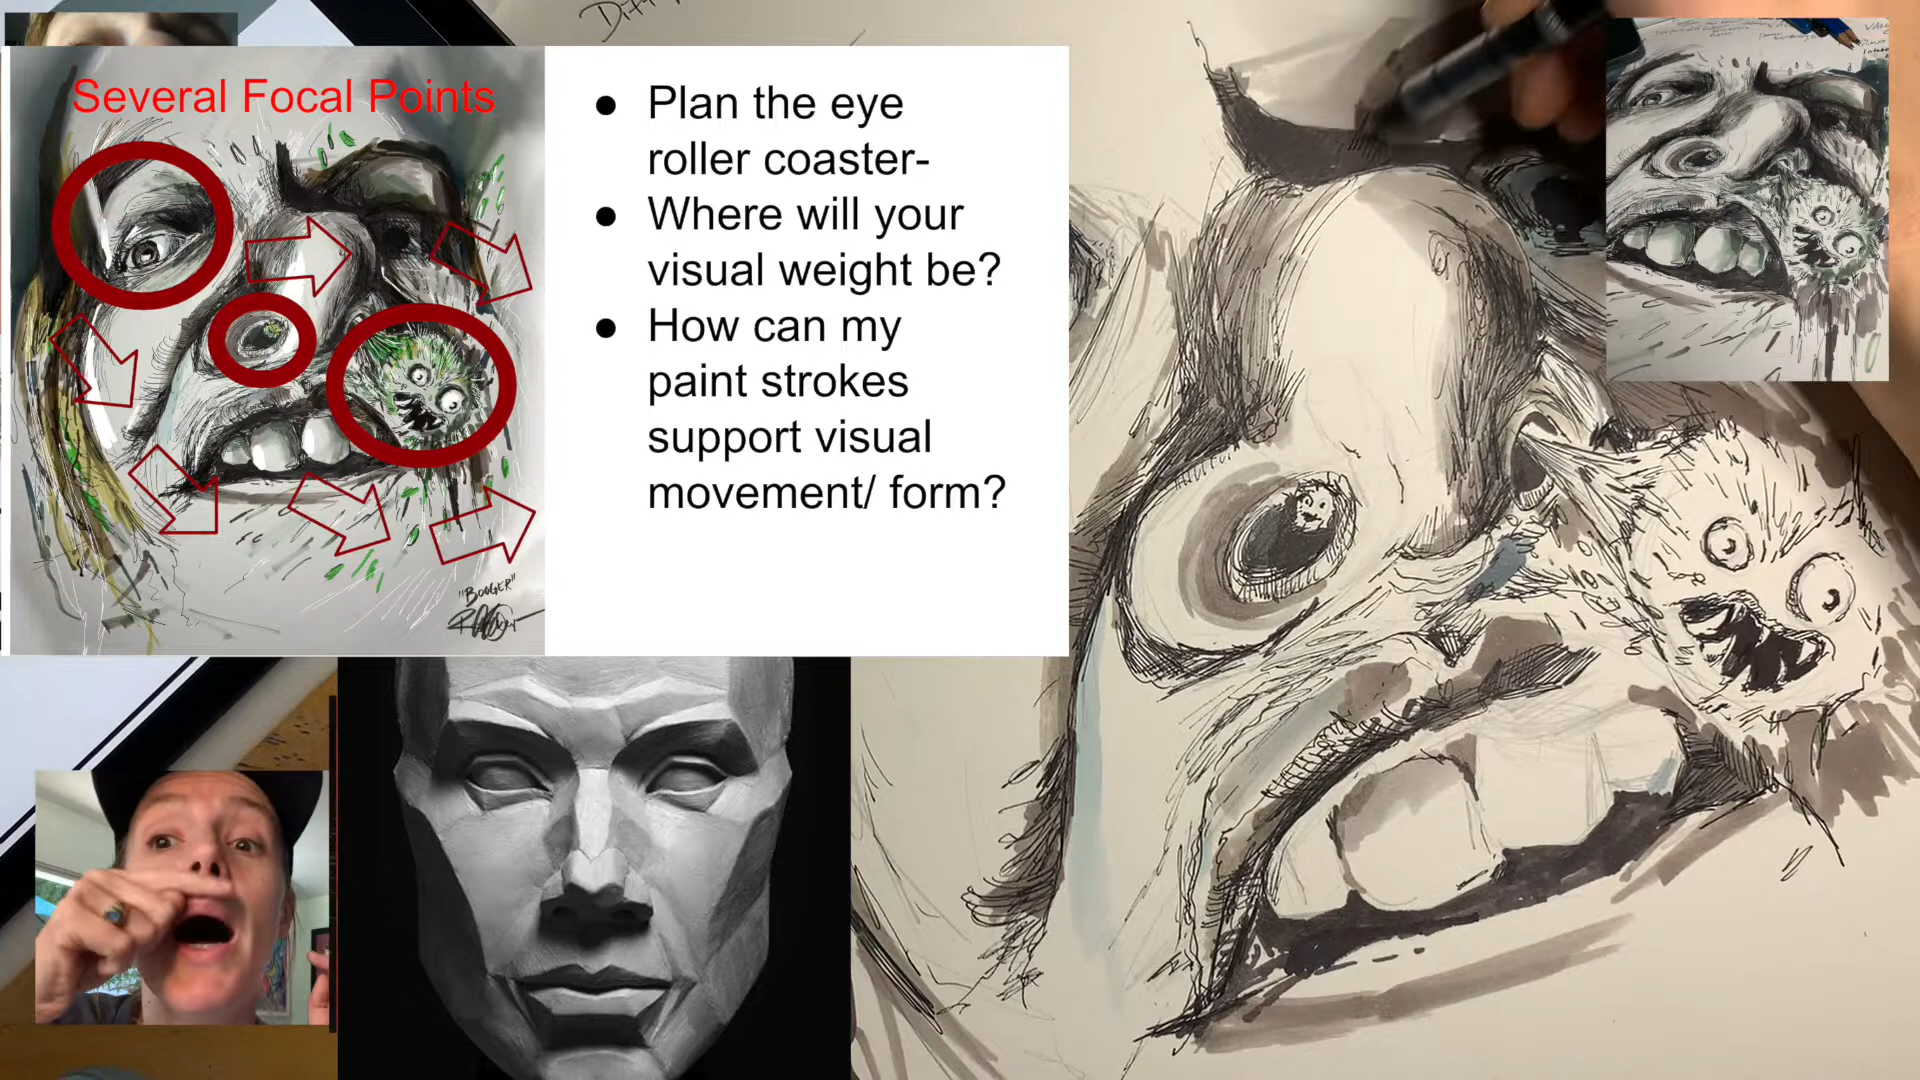 Several Focal Points
● Plan the eye
roller coaster-
● Where will your
visual weight be?
● How can my
paint strokes
support visual
movement/ form?
"BOOGER"